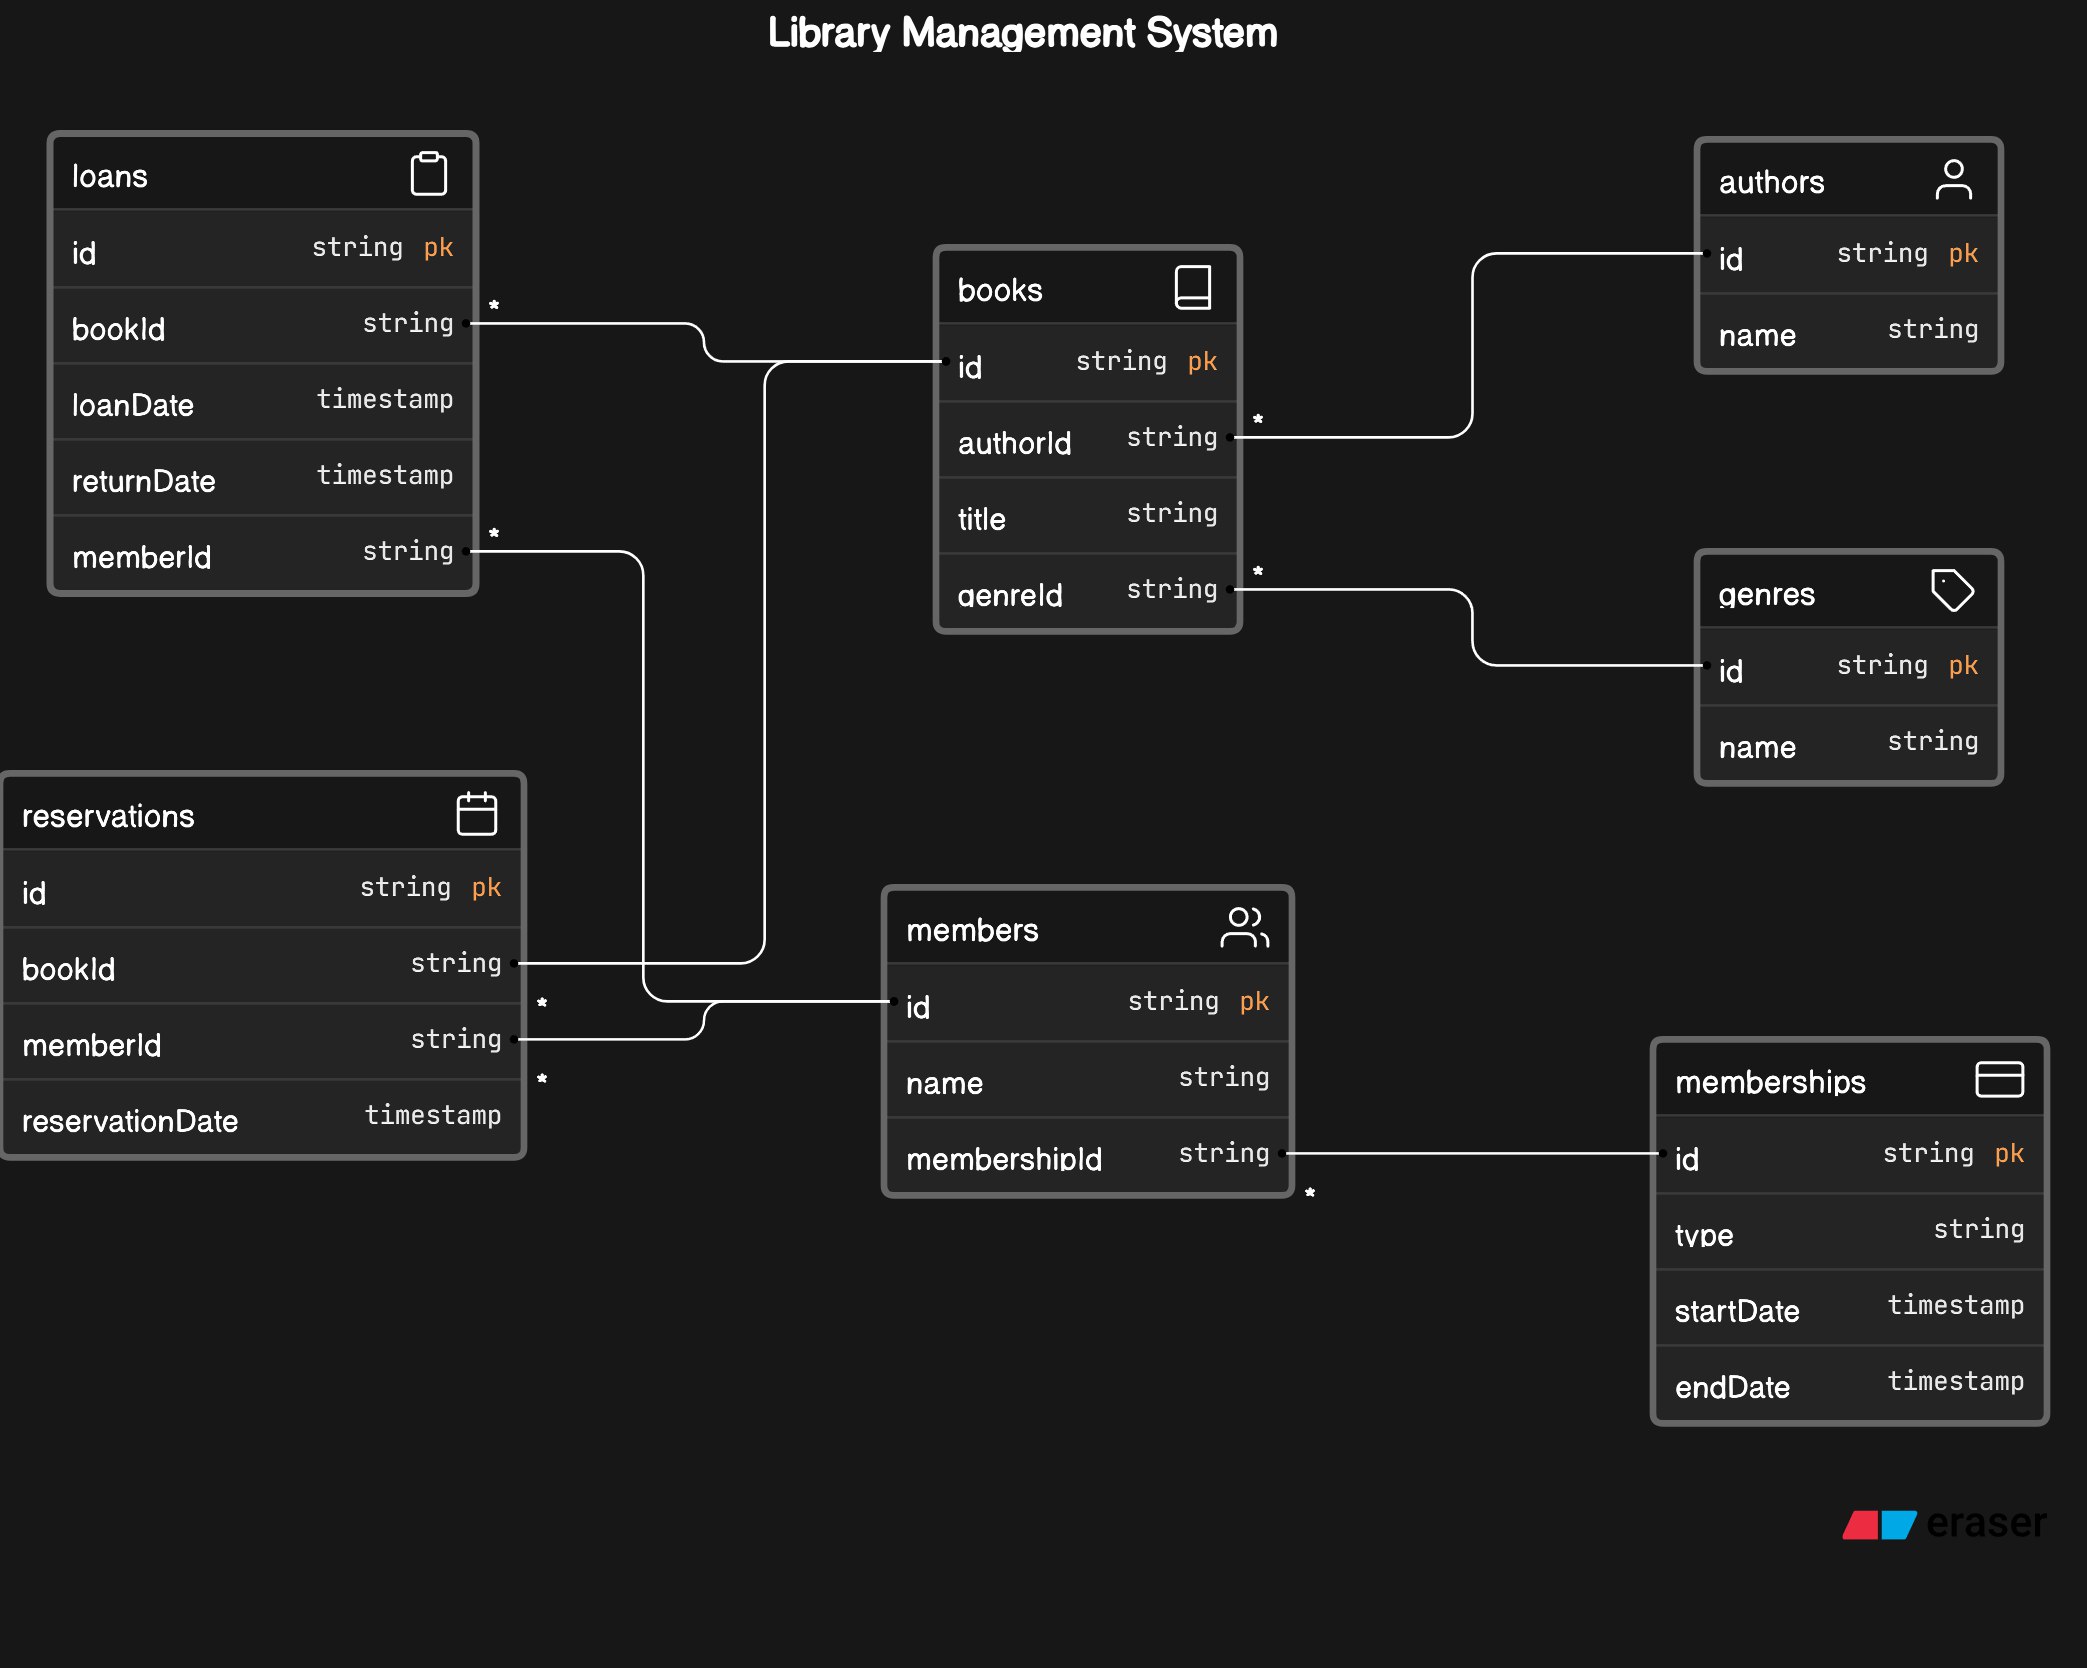 Library Management System
loans
id string pk
bookId string
loanDate timestamp
returnDate timestamp
memberId string
*
*
books
id string pk
authorId string
title string
genreId string
*
*
authors
id string pk
name string
genres
id string pk
name string
reservations
id string pk
bookId string
memberId string
reservationDate timestamp
*
*
members
id string pk
name string
membershipId string
*
memberships
id string pk
type string
startDate timestamp
endDate timestamp
eraser